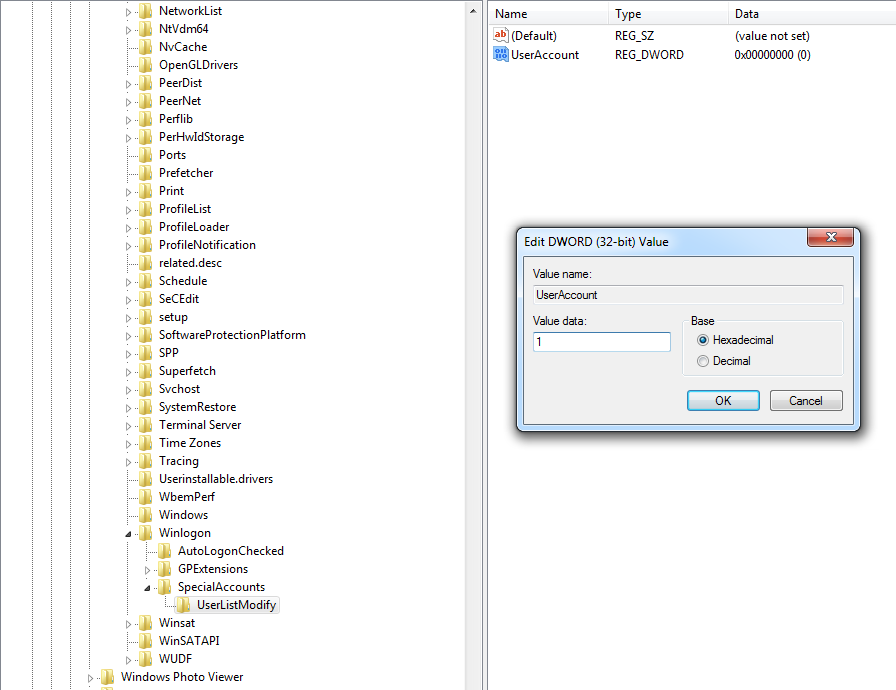 NetworkList
NtVdm64
NvCache
OpenGLDrivers
PeerDist
PeerNet
Perflib
PerHwIdStorage
Ports
Prefetcher
Print
ProfileList
ProfileLoader
ProfileNotification
related.desc
Schedule
SeCEdit
setup
SoftwareProtectionPlatform
SPP
Superfetch
Svchost
SystemRestore
Terminal Server
Time Zones
Tracing
Userinstallable.drivers
WbemPerf
Windows
Winlogon
AutoLogonChecked
GPExtensions
SpecialAccounts
UserListModify
Winsat
WinSATAPI
WUDF
Windows Photo Viewer
Name Type Data
ab (Default) REG_SZ (value not set)
UserAccount REG_DWORD 0x00000000 (0)
Edit DWORD (32-bit) Value
Value name:
UserAccount
Value data:
1
Base
Hexadecimal
Decimal
OK Cancel